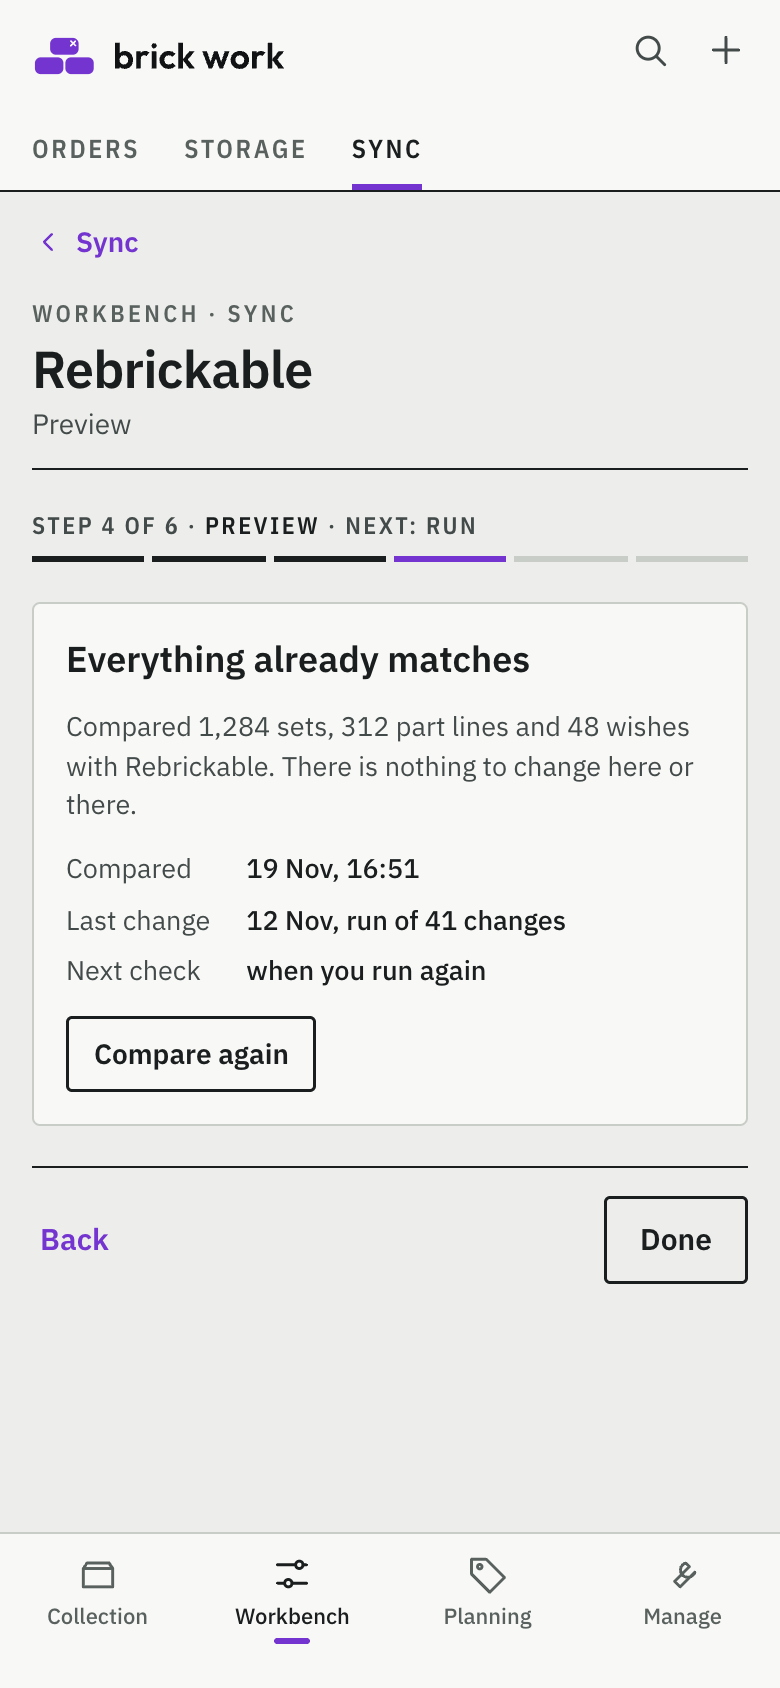 brick work
ORDERS STORAGE SYNC
Sync
WORKBENCH · SYNC
Rebrickable
Preview
STEP 4 OF 6 · PREVIEW · NEXT: RUN
Everything already matches
Compared 1,284 sets, 312 part lines and 48 wishes
with Rebrickable. There is nothing to change here or
there.
Compared 19 Nov, 16:51
Last change 12 Nov, run of 41 changes
Next check when you run again
Compare again
Back Done
Collection Workbench Planning Manage